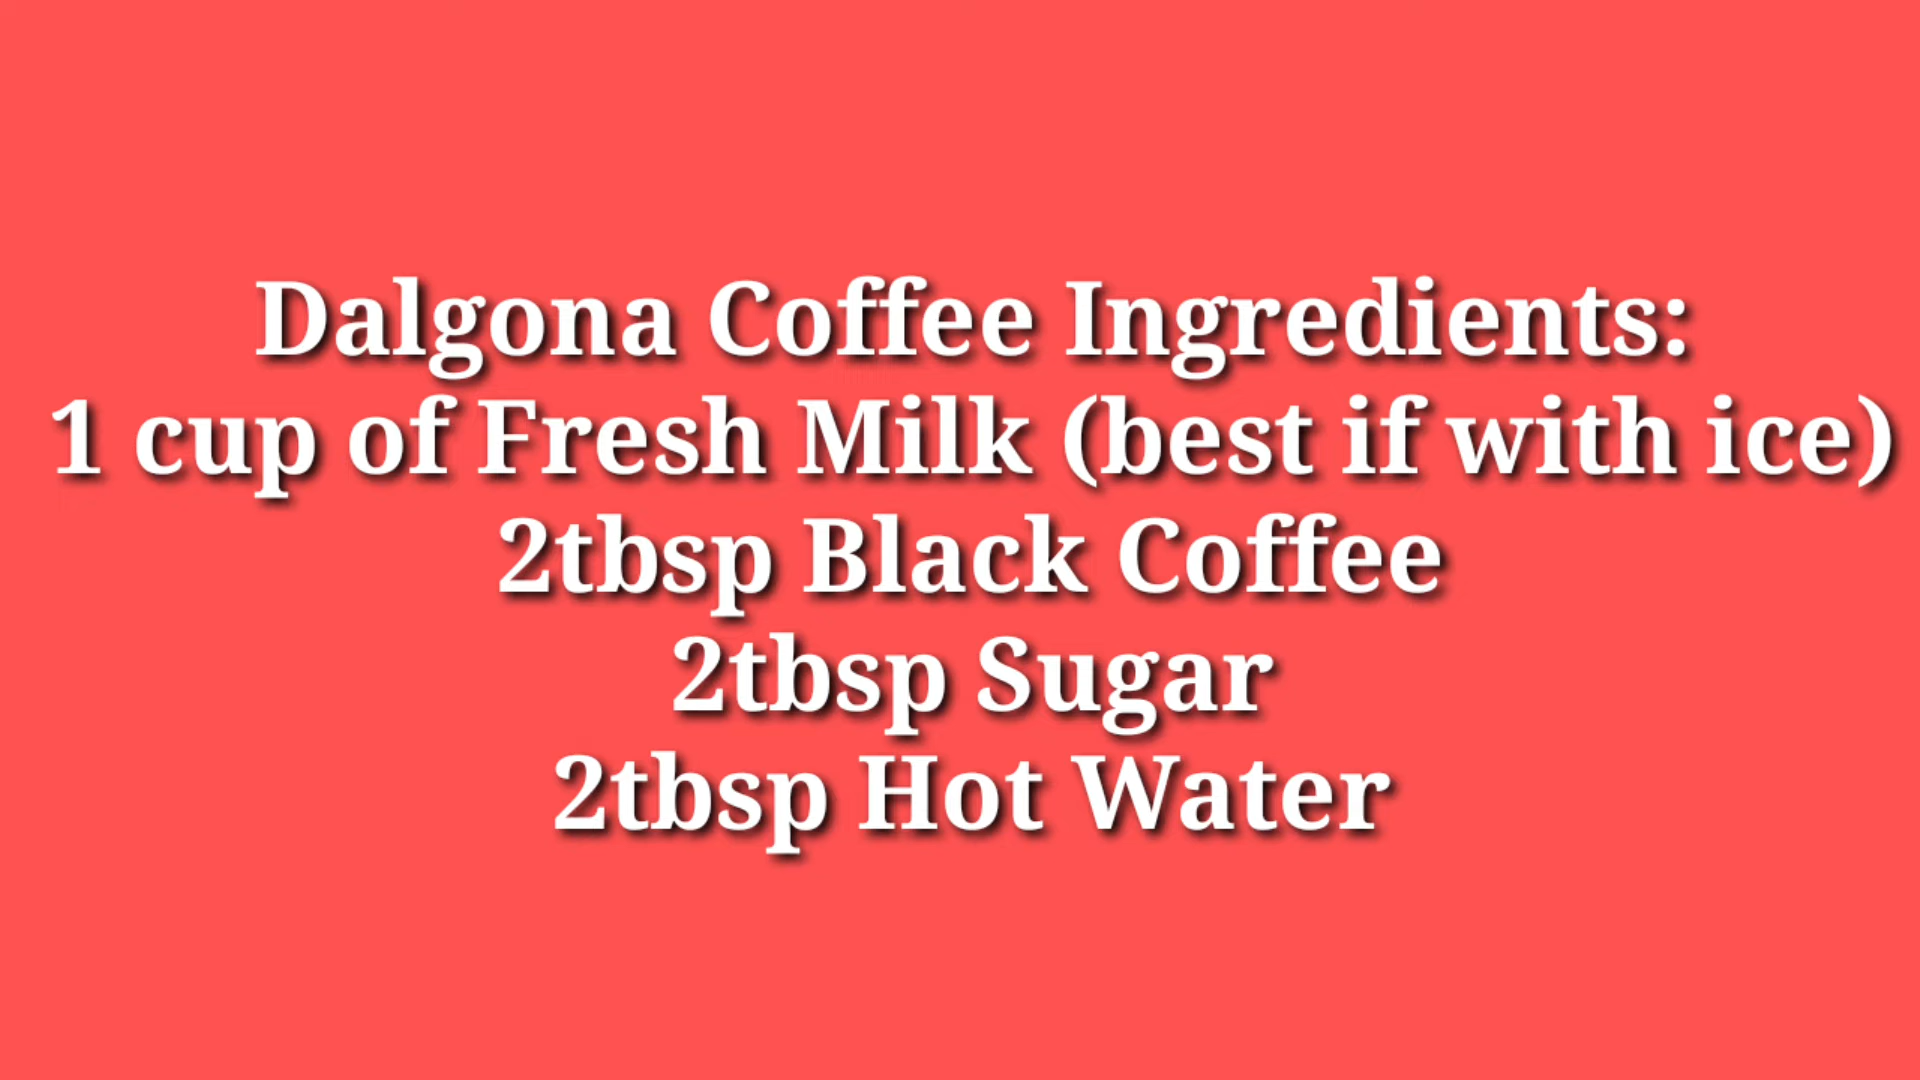 Dalgona Coffee Ingredients:
1 cup of Fresh Milk (best if with ice)
2tbsp Black Coffee
2tbsp Sugar
2tbsp Hot Water